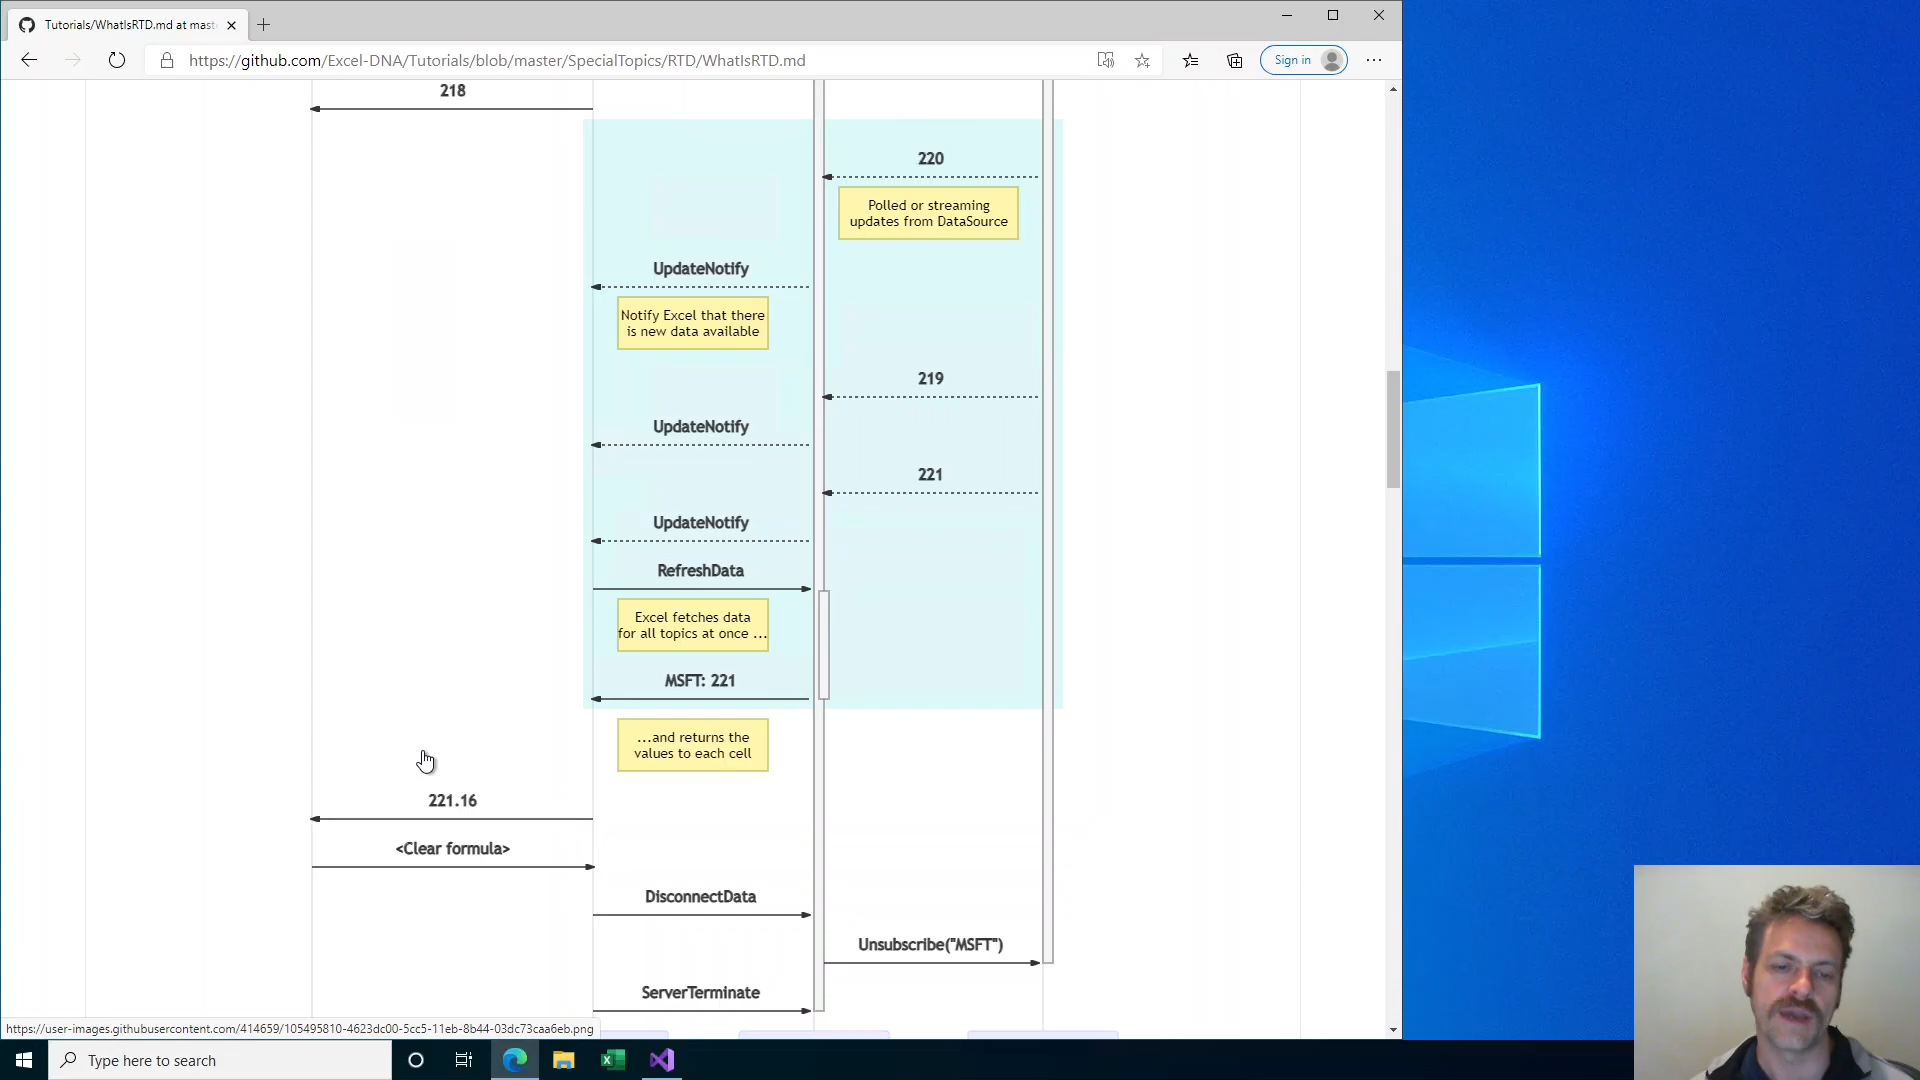 Tutorials/WhatIsRTD.md at mast
https://github.com/Excel-DNA/Tutorials/blob/master/SpecialTopics/RTD/WhatIsRTD.md
Sign in
218
220
Polled or streaming
updates from DataSource
UpdateNotify
Notify Excel that there
is new data available
219
UpdateNotify
221
UpdateNotify
RefreshData
Excel fetches data
for all topics at once ...
MSFT: 221
...and returns the
values to each cell
221.16
<Clear formula>
DisconnectData
Unsubscribe("MSFT")
ServerTerminate
https://user-images.githubusercontent.com/414659/105495810-4623dc00-5cc5-11eb-8b44-03dc73caa6eb.png
Type here to search